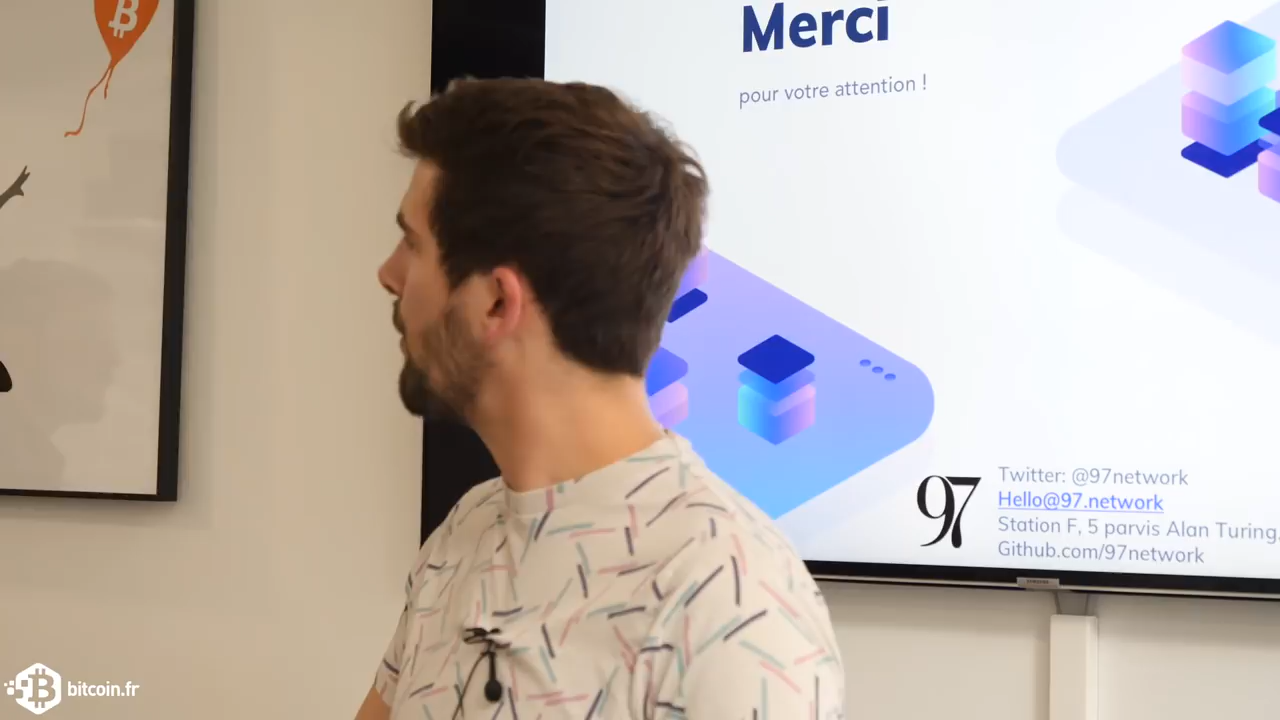 Merci
pour votre attention !
97
Twitter: @97network
Hello@97.network
Station F, 5 parvis Alan Turing,
Github.com/97network
SAMSUNG
bitcoin.fr